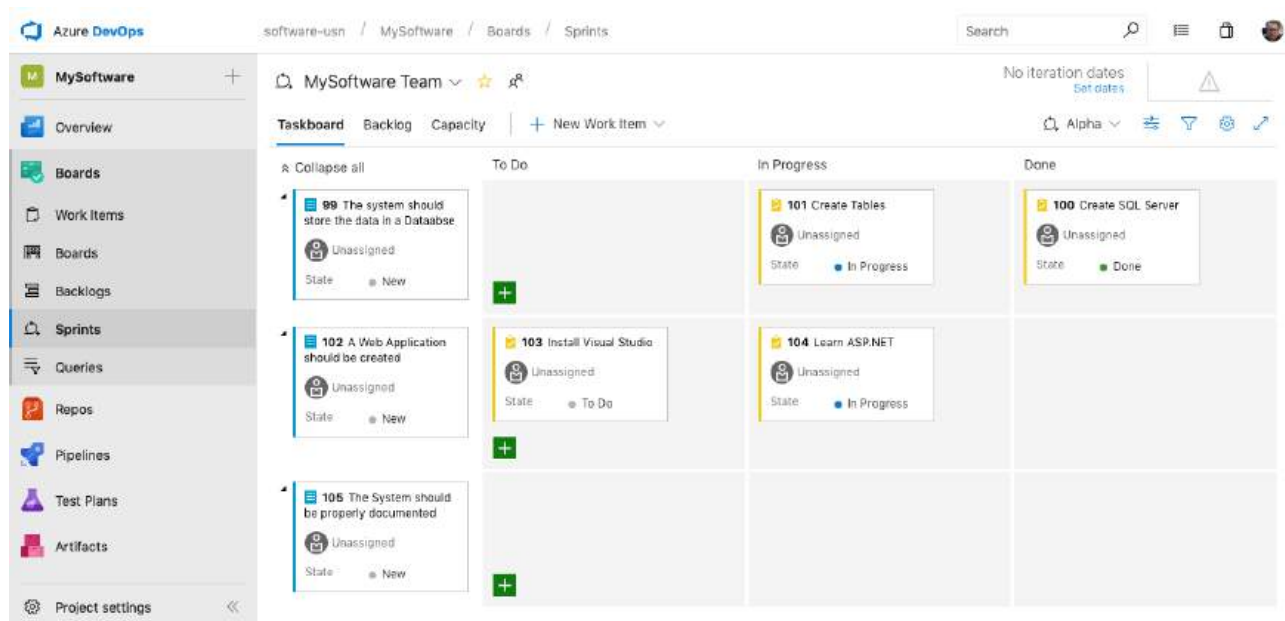 Azure DevOps
software-usn / MySoftware / Boards / Sprints
Search
M
MySoftware
MySoftware Team
No iteration dates
Set dates
Overview
Taskboard Backlog Capacity + New Work Item
Alpha
Boards
Work Items
Boards
Backlogs
Sprints
Queries
Repos
Pipelines
Test Plans
Artifacts
Project settings
Collapse all
To Do
In Progress
Done
99 The system should
store the data in a Dataabse
Unassigned
State New
101 Create Tables
Unassigned
State In Progress
100 Create SQL Server
Unassigned
State Done
102 A Web Application
should be created
Unassigned
State New
103 Install Visual Studio
Unassigned
State To Do
104 Learn ASP.NET
Unassigned
State In Progress
105 The System should
be properly documented
Unassigned
State New